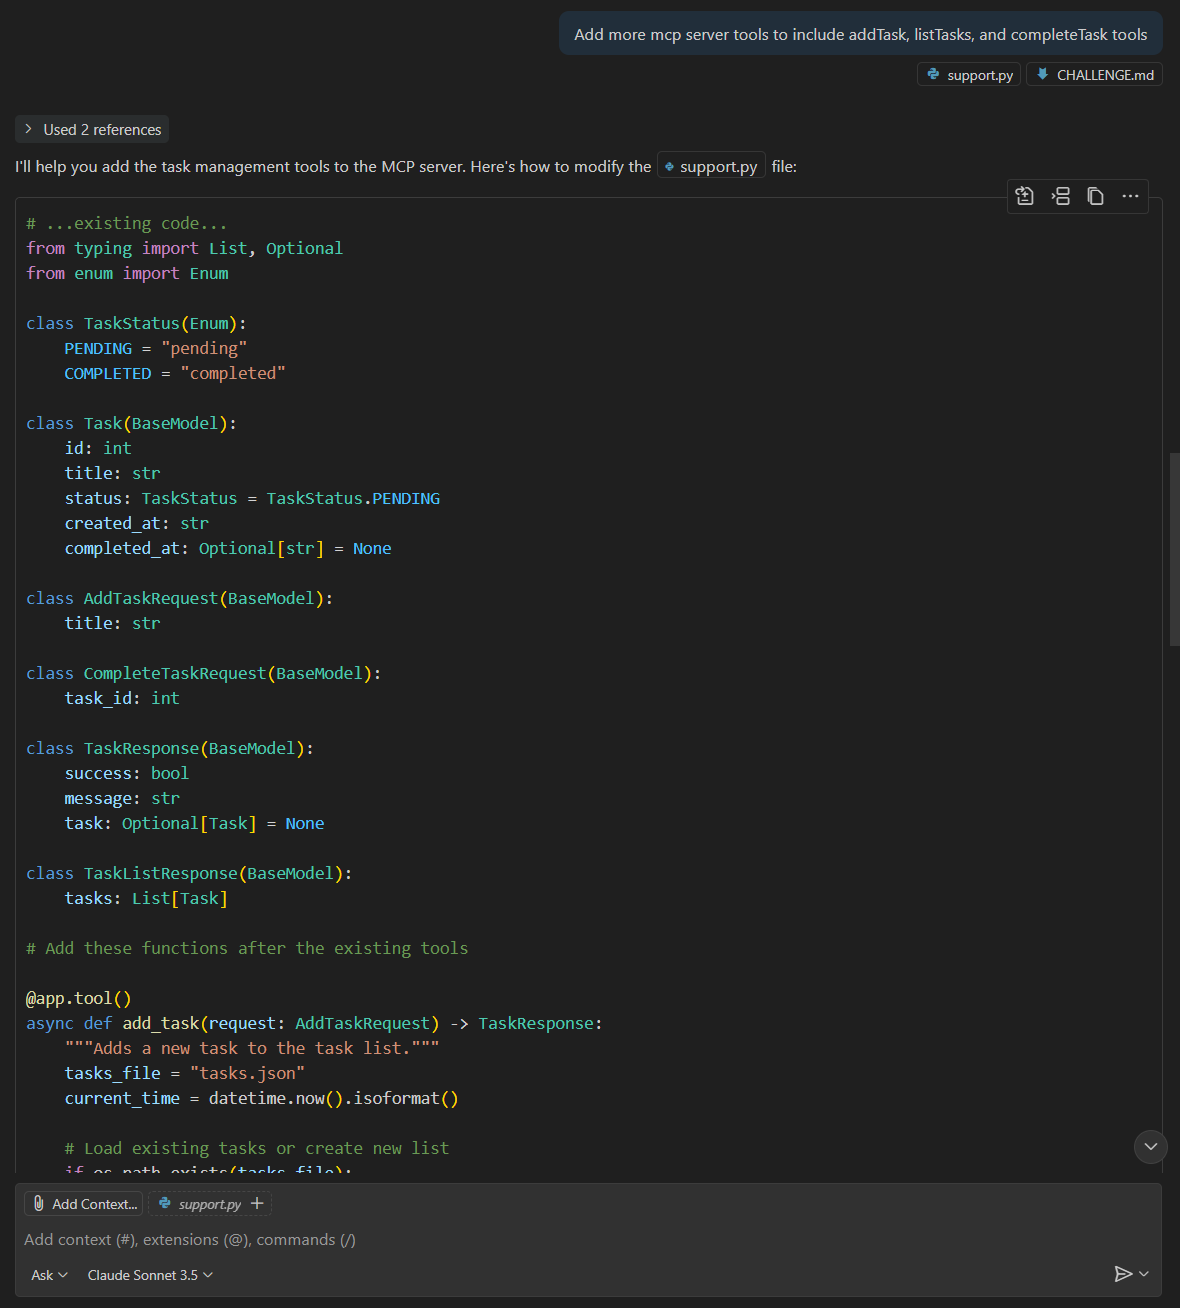 Add more mcp server tools to include addTask, listTasks, and completeTask tools
support.py
CHALLENGE.md
Used 2 references
I'll help you add the task management tools to the MCP server. Here's how to modify the support.py file:
# ...existing code...
from typing import List, Optional
from enum import Enum
class TaskStatus(Enum):
    PENDING = "pending"
    COMPLETED = "completed"
class Task(BaseModel):
    id: int
    title: str
    status: TaskStatus = TaskStatus.PENDING
    created_at: str
    completed_at: Optional[str] = None
class AddTaskRequest(BaseModel):
    title: str
class CompleteTaskRequest(BaseModel):
    task_id: int
class TaskResponse(BaseModel):
    success: bool
    message: str
    task: Optional[Task] = None
class TaskListResponse(BaseModel):
    tasks: List[Task]
# Add these functions after the existing tools
@app.tool()
async def add_task(request: AddTaskRequest) -> TaskResponse:
    """Adds a new task to the task list."""
    tasks_file = "tasks.json"
    current_time = datetime.now().isoformat()
    # Load existing tasks or create new list
    if os.path.exists(tasks_file):
Add Context...
support.py +
Add context (#), extensions (@), commands (/)
Ask
Claude Sonnet 3.5